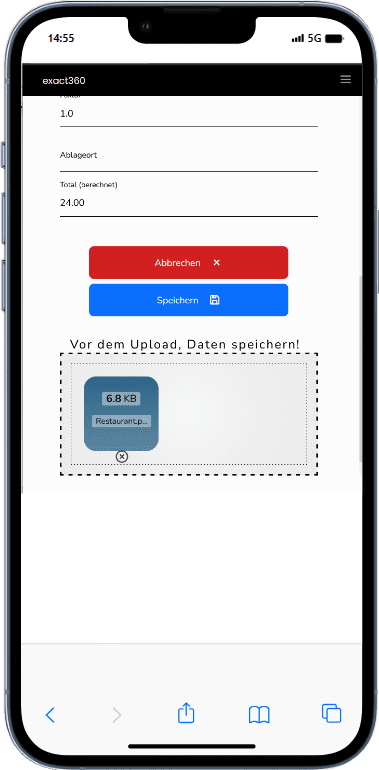 14:55
5G
exact360
1.0
Ablageort
Total (berechnet)
24.00
Abbrechen ×
Speichern
Vor dem Upload, Daten speichern!
6.8 KB
Restaurant.p...